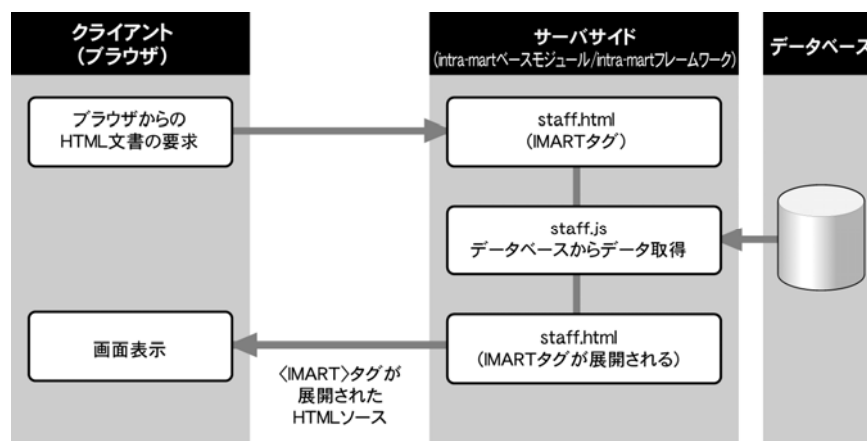 クライアント
(ブラウザ)
サーバサイド
(intra-martベースモジュール/intra-martフレームワーク)
データベース
ブラウザからの
HTML文書の要求
staff.html
(IMARTタグ)
staff.js
データベースからデータ取得
画面表示
staff.html
(IMARTタグが展開される)
〈IMART〉タグが
展開された
HTMLソース